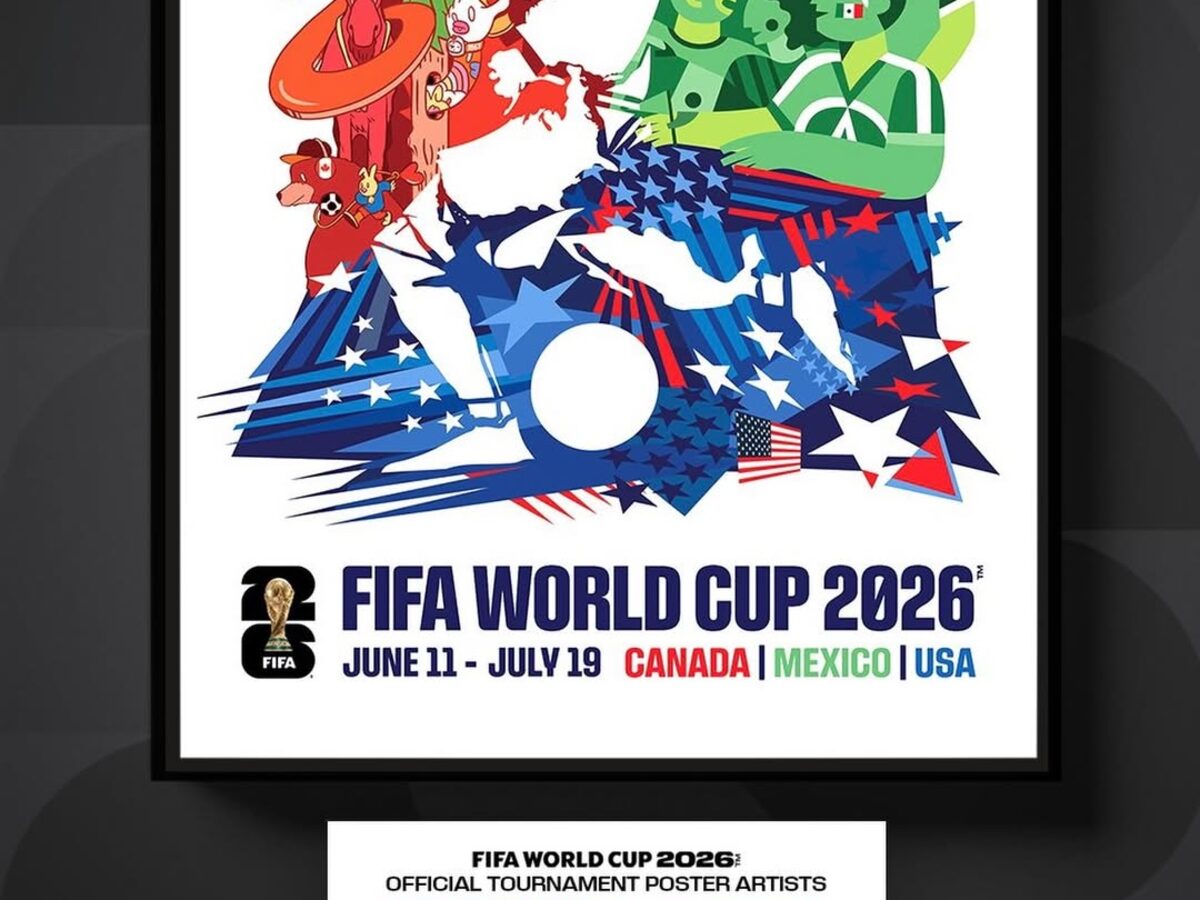 FIFA
FIFA WORLD CUP 2026™
JUNE 11 - JULY 19 CANADA | MEXICO | USA
FIFA WORLD CUP 2026™
OFFICIAL TOURNAMENT POSTER ARTISTS